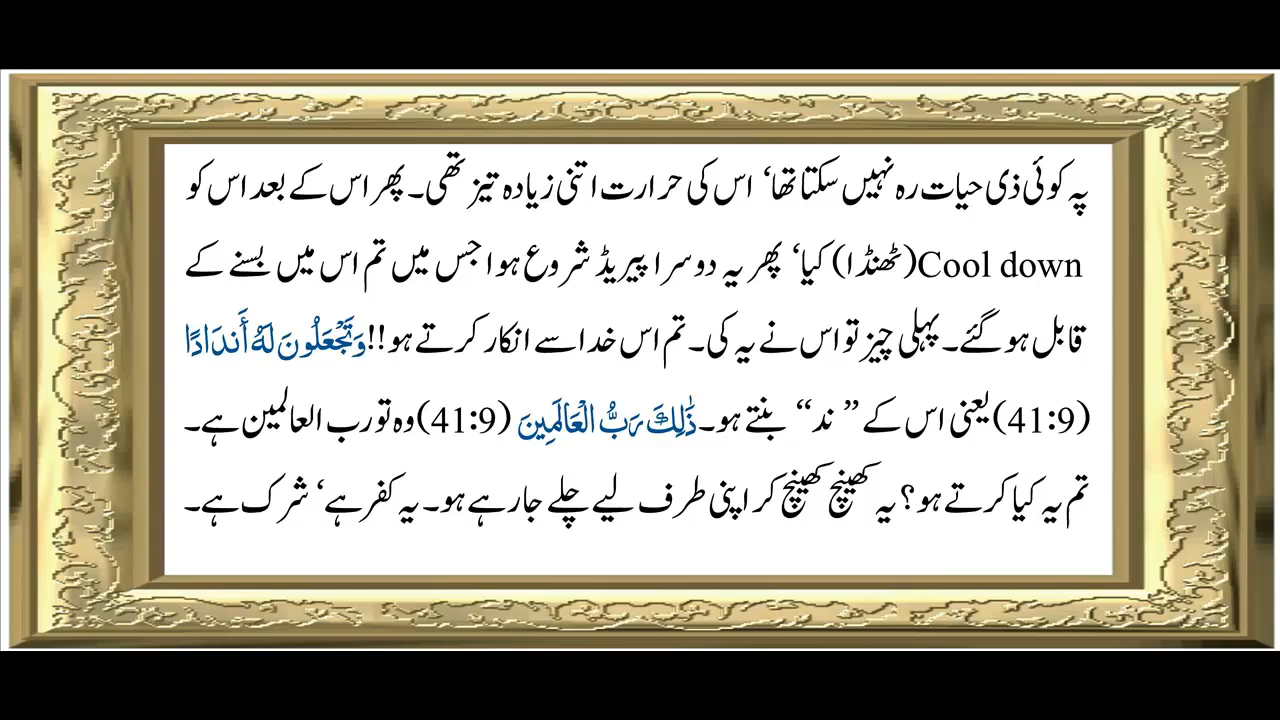 پہ کوئی ذی حیات رہ نہیں سکتا تھا‘ اس کی حرارت اتنی زیادہ تیز تھی۔ پھر اس کے بعد اس کو
Cool down(ٹھنڈا) کیا‘ پھر یہ دوسرا پیریڈ شروع ہوا جس میں تم اس میں بسنے کے
قابل ہو گئے۔ پہلی چیز تو اس نے یہ کی۔ تم اس خدا سے انکار کرتے ہو!! وَتَجْعَلُونَ لَهُ أَندَادًا
(41:9) یعنی اس کے ”ند“ بنتے ہو۔ ذَٰلِكَ رَبُّ الْعَالَمِينَ (41:9) وہ تو رب العالمین ہے۔
تم یہ کیا کرتے ہو؟ یہ کھینچ کھینچ کر اپنی طرف لیے چلے جا رہے ہو۔ یہ کفر ہے‘ شرک ہے۔